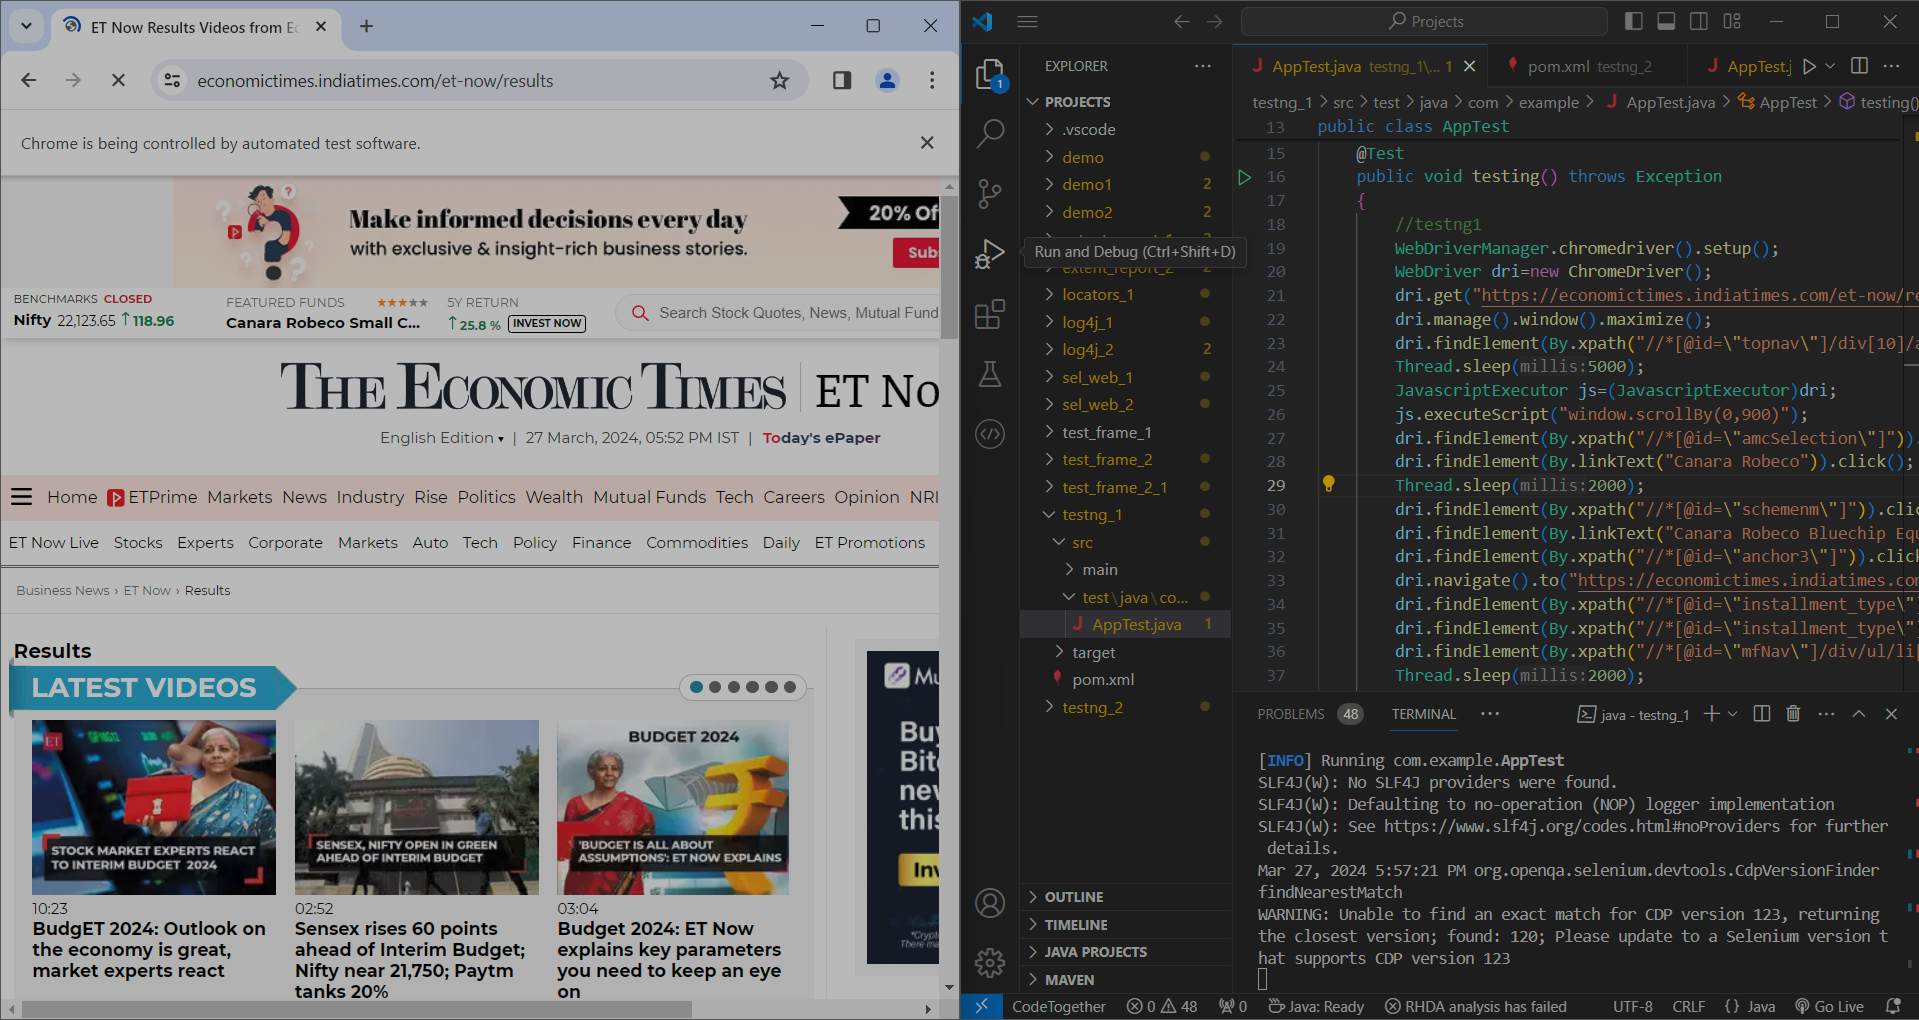 ET Now Results Videos from Ec
economictimes.indiatimes.com/et-now/results
Chrome is being controlled by automated test software.
Make informed decisions every day
with exclusive & insight-rich business stories.
20% Of
Sub
BENCHMARKS CLOSED
Nifty 22,123.65 ↑118.96
FEATURED FUNDS ★★★★★
Canara Robeco Small C...
5Y RETURN
↑25.8 % INVEST NOW
Search Stock Quotes, News, Mutual Fund
THE ECONOMIC TIMES | ET No
English Edition ▾ | 27 March, 2024, 05:52 PM IST | Today's ePaper
Home ETPrime Markets News Industry Rise Politics Wealth Mutual Funds Tech Careers Opinion NRI
ET Now Live Stocks Experts Corporate Markets Auto Tech Policy Finance Commodities Daily ET Promotions
Business News › ET Now › Results
Results
LATEST VIDEOS
ET
STOCK MARKET EXPERTS REACT
TO INTERIM BUDGET 2024
10:23
BudgET 2024: Outlook on
the economy is great,
market experts react
SENSEX, NIFTY OPEN IN GREEN
AHEAD OF INTERIM BUDGET
02:52
Sensex rises 60 points
ahead of Interim Budget;
Nifty near 21,750; Paytm
tanks 20%
BUDGET 2024
'BUDGET IS ALL ABOUT
ASSUMPTIONS': ET NOW EXPLAINS
03:04
Budget 2024: ET Now
explains key parameters
you need to keep an eye
on
Mu
Buy
Bit
nev
this
Inv
*Crypt
There ma
Projects
EXPLORER
PROJECTS
.vscode
demo
demo1 2
demo2 2
Run and Debug (Ctrl+Shift+D)
extent_report_2 2
locators_1
log4j_1
log4j_2 2
sel_web_1
sel_web_2
test_frame_1
test_frame_2
test_frame_2_1
testng_1
src
main
test\java\co...
AppTest.java 1
target
pom.xml
testng_2
OUTLINE
TIMELINE
JAVA PROJECTS
MAVEN
1
AppTest.java testng_1\... 1
pom.xml testng_2
AppTest.j
testng_1 > src > test > java > com > example > AppTest.java > AppTest > testing()
13 public class AppTest
15 @Test
16 public void testing() throws Exception
17 {
18 //testng1
19 WebDriverManager.chromedriver().setup();
20 WebDriver dri=new ChromeDriver();
21 dri.get("https://economictimes.indiatimes.com/et-now/re
22 dri.manage().window().maximize();
23 dri.findElement(By.xpath("//*[@id=\"topnav\"]/div[10]/a
24 Thread.sleep(millis:5000);
25 JavascriptExecutor js=(JavascriptExecutor)dri;
26 js.executeScript("window.scrollBy(0,900)");
27 dri.findElement(By.xpath("//*[@id=\"amcSelection\"]")).
28 dri.findElement(By.linkText("Canara Robeco")).click();
29 Thread.sleep(millis:2000);
30 dri.findElement(By.xpath("//*[@id=\"schemenm\"]")).clic
31 dri.findElement(By.linkText("Canara Robeco Bluechip Equ
32 dri.findElement(By.xpath("//*[@id=\"anchor3\"]")).click
33 dri.navigate().to("https://economictimes.indiatimes.com
34 dri.findElement(By.xpath("//*[@id=\"installment_type\"]
35 dri.findElement(By.xpath("//*[@id=\"installment_type\"[
36 dri.findElement(By.xpath("//*[@id=\"mfNav\"]/div/ul/li[
37 Thread.sleep(millis:2000);
PROBLEMS 48 TERMINAL ··· java - testng_1
[INFO] Running com.example.AppTest
SLF4J(W): No SLF4J providers were found.
SLF4J(W): Defaulting to no-operation (NOP) logger implementation
SLF4J(W): See https://www.slf4j.org/codes.html#noProviders for further
details.
Mar 27, 2024 5:57:21 PM org.openqa.selenium.devtools.CdpVersionFinder
findNearestMatch
WARNING: Unable to find an exact match for CDP version 123, returning
the closest version; found: 120; Please update to a Selenium version t
hat supports CDP version 123
CodeTogether 0 48 0 Java: Ready RHDA analysis has failed UTF-8 CRLF {} Java Go Live